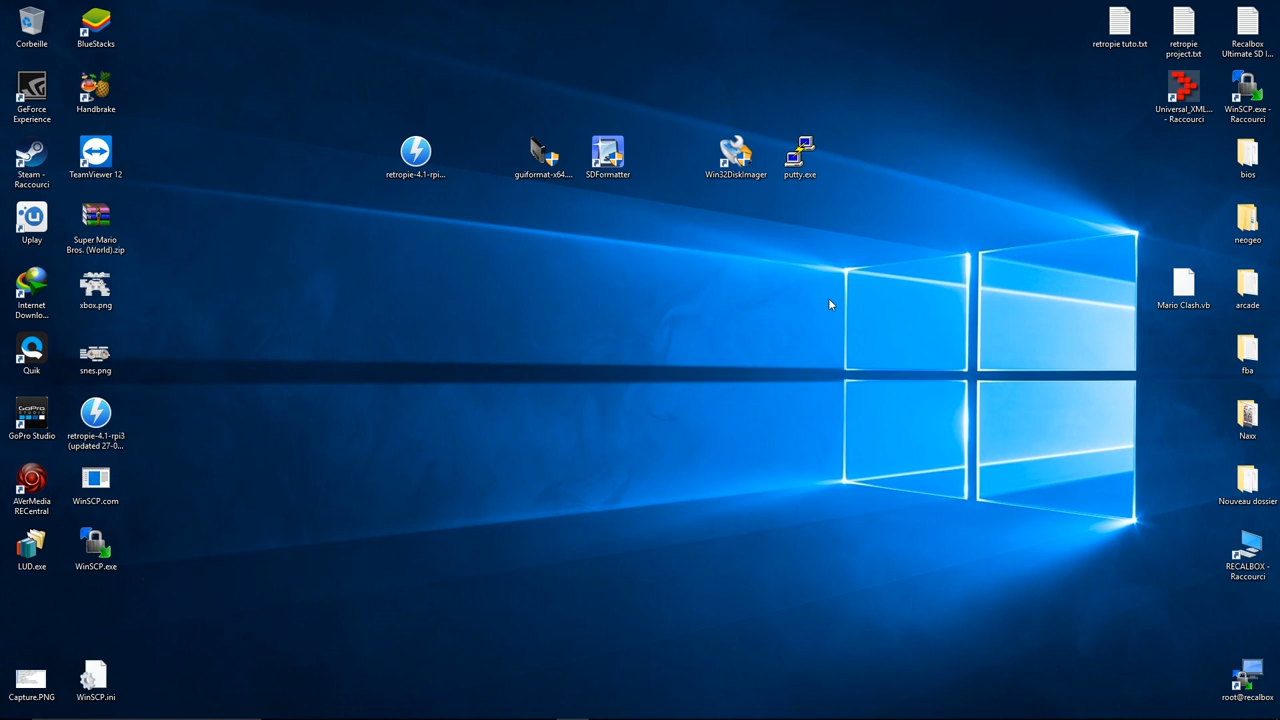 Corbeille
BlueStacks
GeForce
Experience
Handbrake
Steam -
Raccourci
TeamViewer 12
Uplay
Super Mario
Bros. (World).zip
Internet
Downlo...
xbox.png
Quik
snes.png
GoPro Studio
retropie-4.1-rpi3
(updated 27-0...
AVerMedia
RECentral
WinSCP.com
LUD.exe
WinSCP.exe
Capture.PNG
WinSCP.ini
retropie-4.1-rpi...
guiformat-x64....
SDFormatter
Win32DiskImager
putty.exe
retropie tuto.txt
retropie
project.txt
Recalbox
Ultimate SD I...
Universal_XML...
- Raccourci
WinSCP.exe -
Raccourci
bios
neogeo
Mario Clash.vb
arcade
fba
Naxx
Nouveau dossier
RECALBOX -
Raccourci
root@recalbox